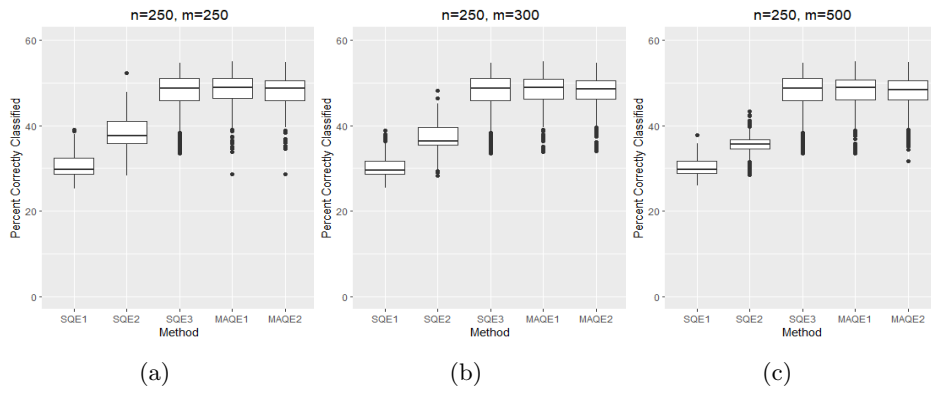 n=250, m=250
Percent Correctly Classified
60
40
20
0
SQE1 SQE2 SQE3 MAQE1 MAQE2
Method
(a)
n=250, m=300
Percent Correctly Classified
60
40
20
0
SQE1 SQE2 SQE3 MAQE1 MAQE2
Method
(b)
n=250, m=500
Percent Correctly Classified
60
40
20
0
SQE1 SQE2 SQE3 MAQE1 MAQE2
Method
(c)